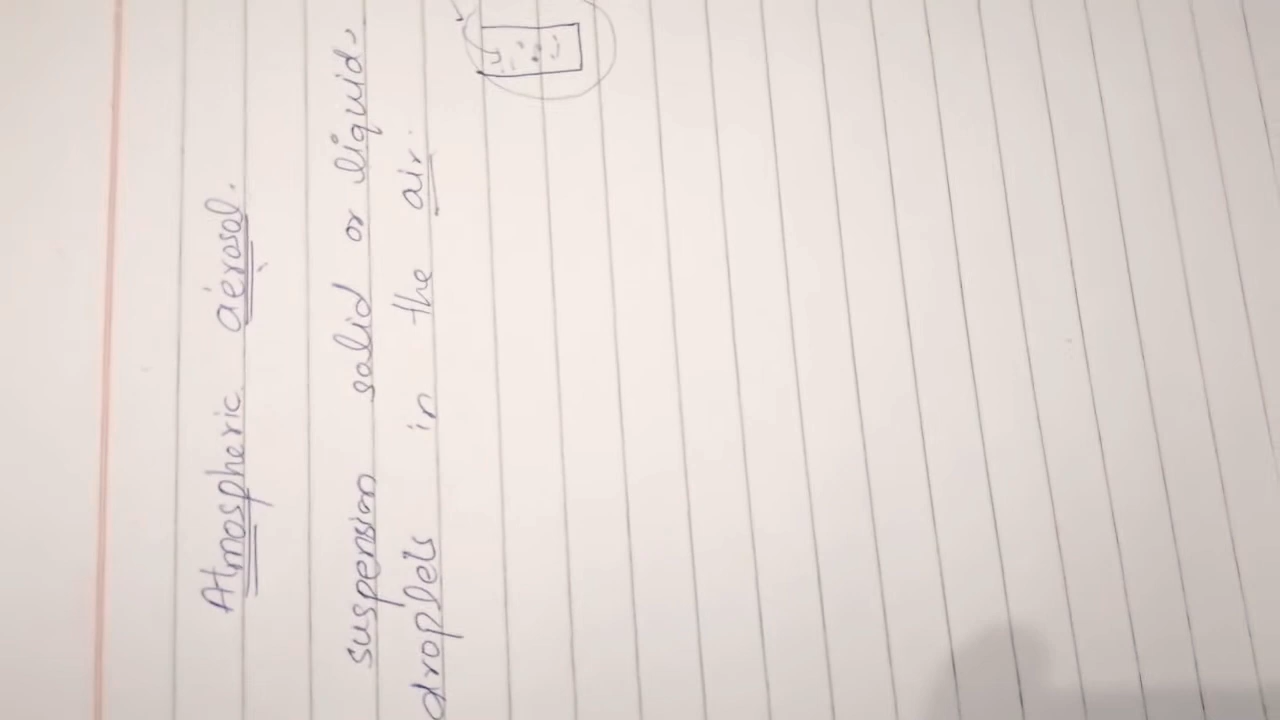 Atmospheric aerosol.
suspension solid or liquid.
droplets in the air.